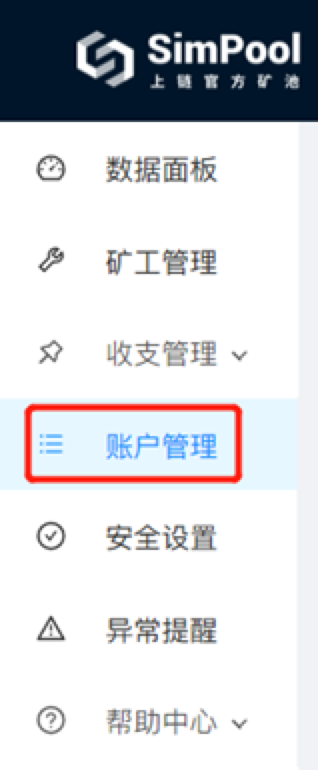 SimPool
上链官方矿池
数据面板
矿工管理
收支管理
账户管理
安全设置
异常提醒
帮助中心